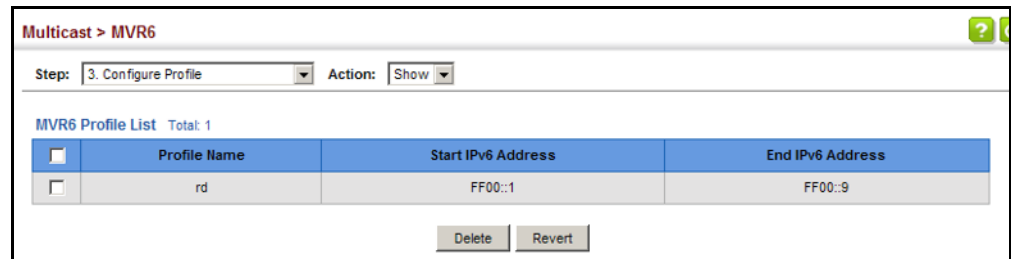 Multicast > MVR6
?
Step: 3. Configure Profile Action: Show
MVR6 Profile List Total: 1
Profile Name Start IPv6 Address End IPv6 Address
rd FF00::1 FF00::9
Delete Revert